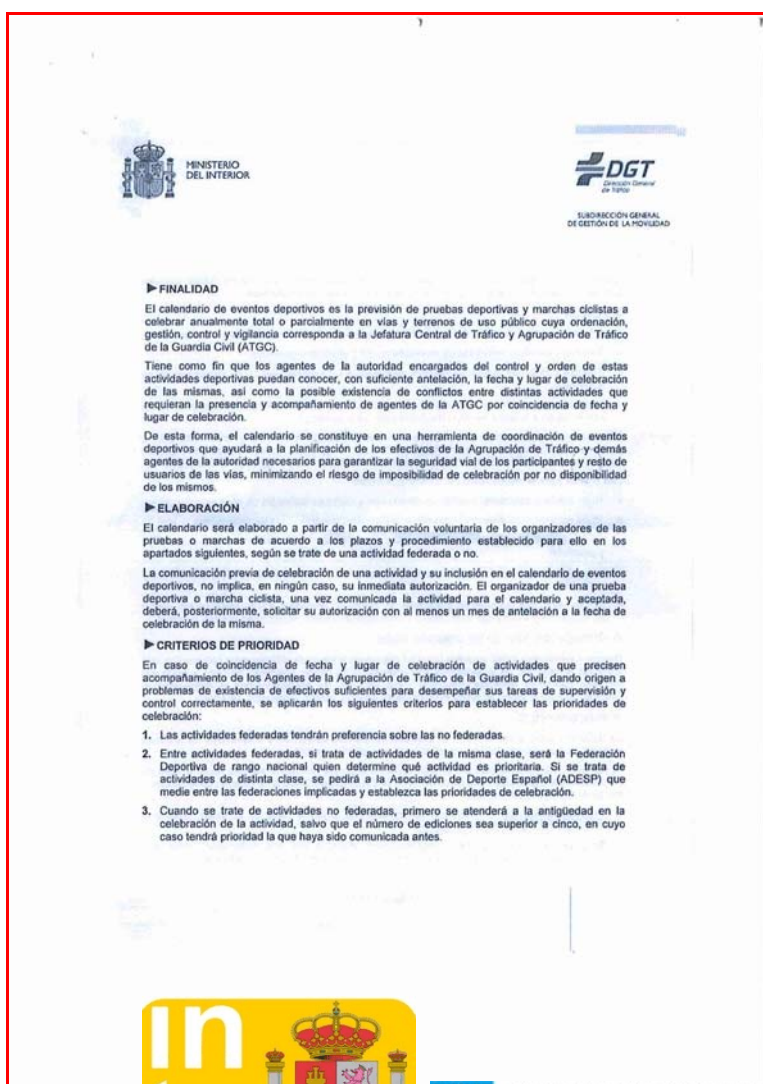 MINISTERIO
DEL INTERIOR
DGT
Dirección General
de Tráfico
SUBDIRECCIÓN GENERAL
DE GESTIÓN DE LA MOVILIDAD
►FINALIDAD
El calendario de eventos deportivos es la previsión de pruebas deportivas y marchas ciclistas a
celebrar anualmente total o parcialmente en vías y terrenos de uso público cuya ordenación,
gestión, control y vigilancia corresponda a la Jefatura Central de Tráfico y Agrupación de Tráfico
de la Guardia Civil (ATGC).
Tiene como fin que los agentes de la autoridad encargados del control y orden de estas
actividades deportivas puedan conocer, con suficiente antelación, la fecha y lugar de celebración
de las mismas, así como la posible existencia de conflictos entre distintas actividades que
requieran la presencia y acompañamiento de agentes de la ATGC por coincidencia de fecha y
lugar de celebración.
De esta forma, el calendario se constituye en una herramienta de coordinación de eventos
deportivos que ayudará a la planificación de los efectivos de la Agrupación de Tráfico y demás
agentes de la autoridad necesarios para garantizar la seguridad vial de los participantes y resto de
usuarios de las vías, minimizando el riesgo de imposibilidad de celebración por no disponibilidad
de los mismos.
►ELABORACIÓN
El calendario será elaborado a partir de la comunicación voluntaria de los organizadores de las
pruebas o marchas de acuerdo a los plazos y procedimiento establecido para ello en los
apartados siguientes, según se trate de una actividad federada o no.
La comunicación previa de celebración de una actividad y su inclusión en el calendario de eventos
deportivos, no implica, en ningún caso, su inmediata autorización. El organizador de una prueba
deportiva o marcha ciclista, una vez comunicada la actividad para el calendario y aceptada,
deberá, posteriormente, solicitar su autorización con al menos un mes de antelación a la fecha de
celebración de la misma.
►CRITERIOS DE PRIORIDAD
En caso de coincidencia de fecha y lugar de celebración de actividades que precisen
acompañamiento de los Agentes de la Agrupación de Tráfico de la Guardia Civil, dando origen a
problemas de existencia de efectivos suficientes para desempeñar sus tareas de supervisión y
control correctamente, se aplicarán los siguientes criterios para establecer las prioridades de
celebración:
1. Las actividades federadas tendrán preferencia sobre las no federadas.
2. Entre actividades federadas, si trata de actividades de la misma clase, será la Federación
Deportiva de rango nacional quien determine qué actividad es prioritaria. Si se trata de
actividades de distinta clase, se pedirá a la Asociación de Deporte Español (ADESP) que
medie entre las federaciones implicadas y establezca las prioridades de celebración.
3. Cuando se trate de actividades no federadas, primero se atenderá a la antigüedad en la
celebración de la actividad, salvo que el número de ediciones sea superior a cinco, en cuyo
caso tendrá prioridad la que haya sido comunicada antes.
in